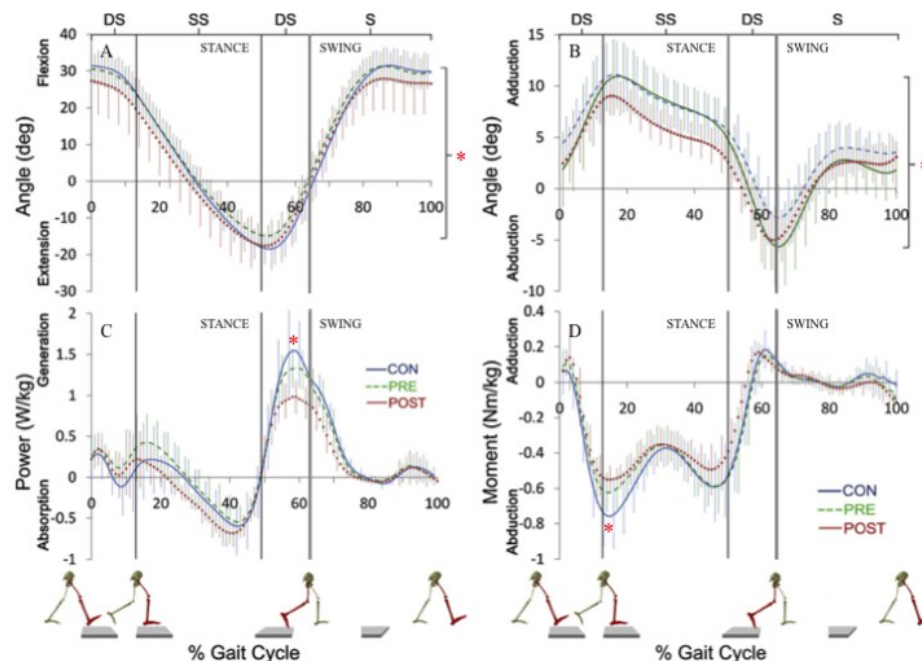 DS SS DS S
A STANCE SWING
Flexion
Extension
Angle (deg)
40
30
20
10
0
-10
-20
-30
20 40 60 80 100
*
DS SS DS S
B STANCE SWING
Adduction
Abduction
Angle (deg)
15
10
5
0
-5
-10
0 20 40 60 80 100
*
C STANCE SWING
Generation
Absorption
Power (W/kg)
2
1.5
1
0.5
0
-0.5
-1
0 20 40 60 80 100
*
CON
PRE
POST
D STANCE SWING
Adduction
Abduction
Moment (Nm/kg)
0.4
0.2
0
-0.2
-0.4
-0.6
-0.8
-1
20 40 60 80 100
*
CON
PRE
POST
% Gait Cycle
% Gait Cycle